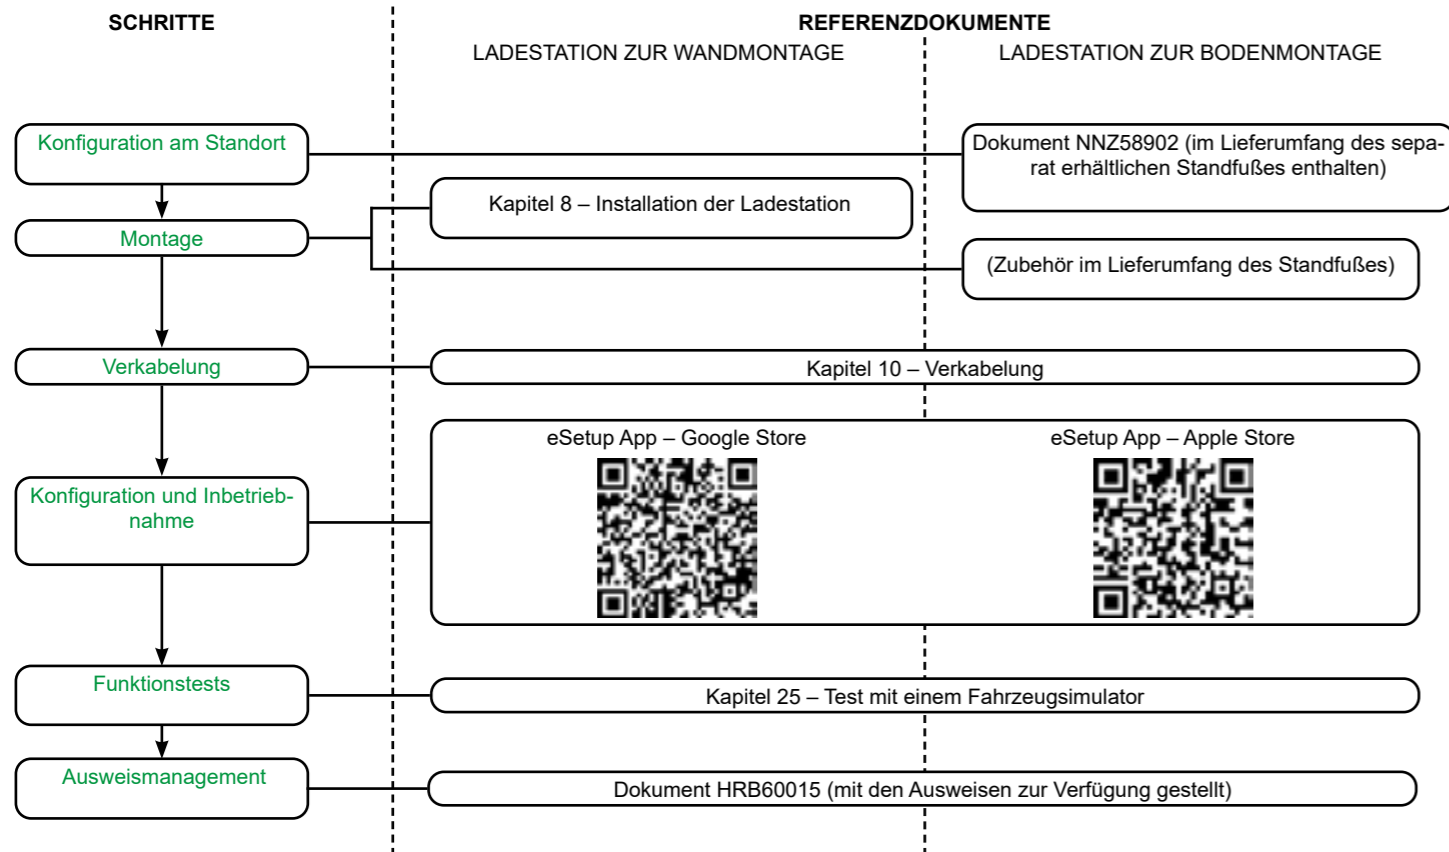 SCHRITTE
REFERENZDOKUMENTE
LADESTATION ZUR WANDMONTAGE
LADESTATION ZUR BODENMONTAGE
Konfiguration am Standort
Dokument NNZ58902 (im Lieferumfang des sepa-
rat erhältlichen Standfußes enthalten)
Kapitel 8 – Installation der Ladestation
Montage
(Zubehör im Lieferumfang des Standfußes)
Verkabelung
Kapitel 10 – Verkabelung
eSetup App – Google Store
eSetup App – Apple Store
Konfiguration und Inbetrieb-
nahme
Funktionstests
Kapitel 25 – Test mit einem Fahrzeugsimulator
Ausweismanagement
Dokument HRB60015 (mit den Ausweisen zur Verfügung gestellt)